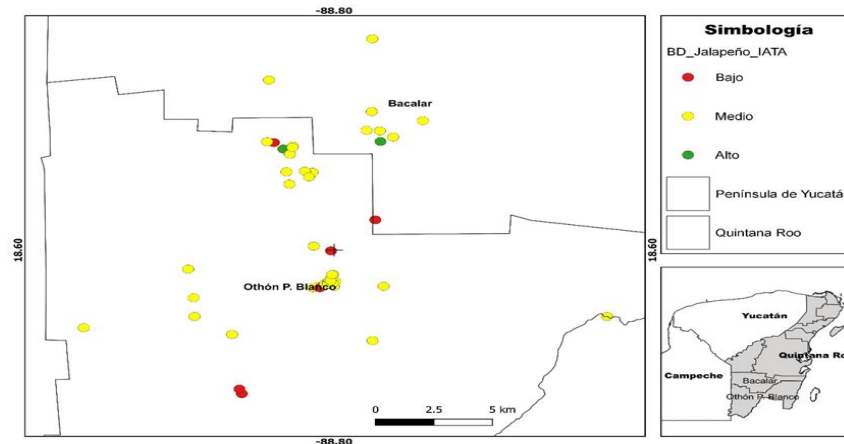 -88.80
Simbología
BD_Jalapeño_IATA
Bajo
Medio
Alto
Península de Yucatá
Quintana Roo
Bacalar
18.60
18.60
Othón P. Blanco
0 2.5 5 km
-88.80
Yucatán
Quintana Ro
Campeche
Bacalar
Othón P. Blanco